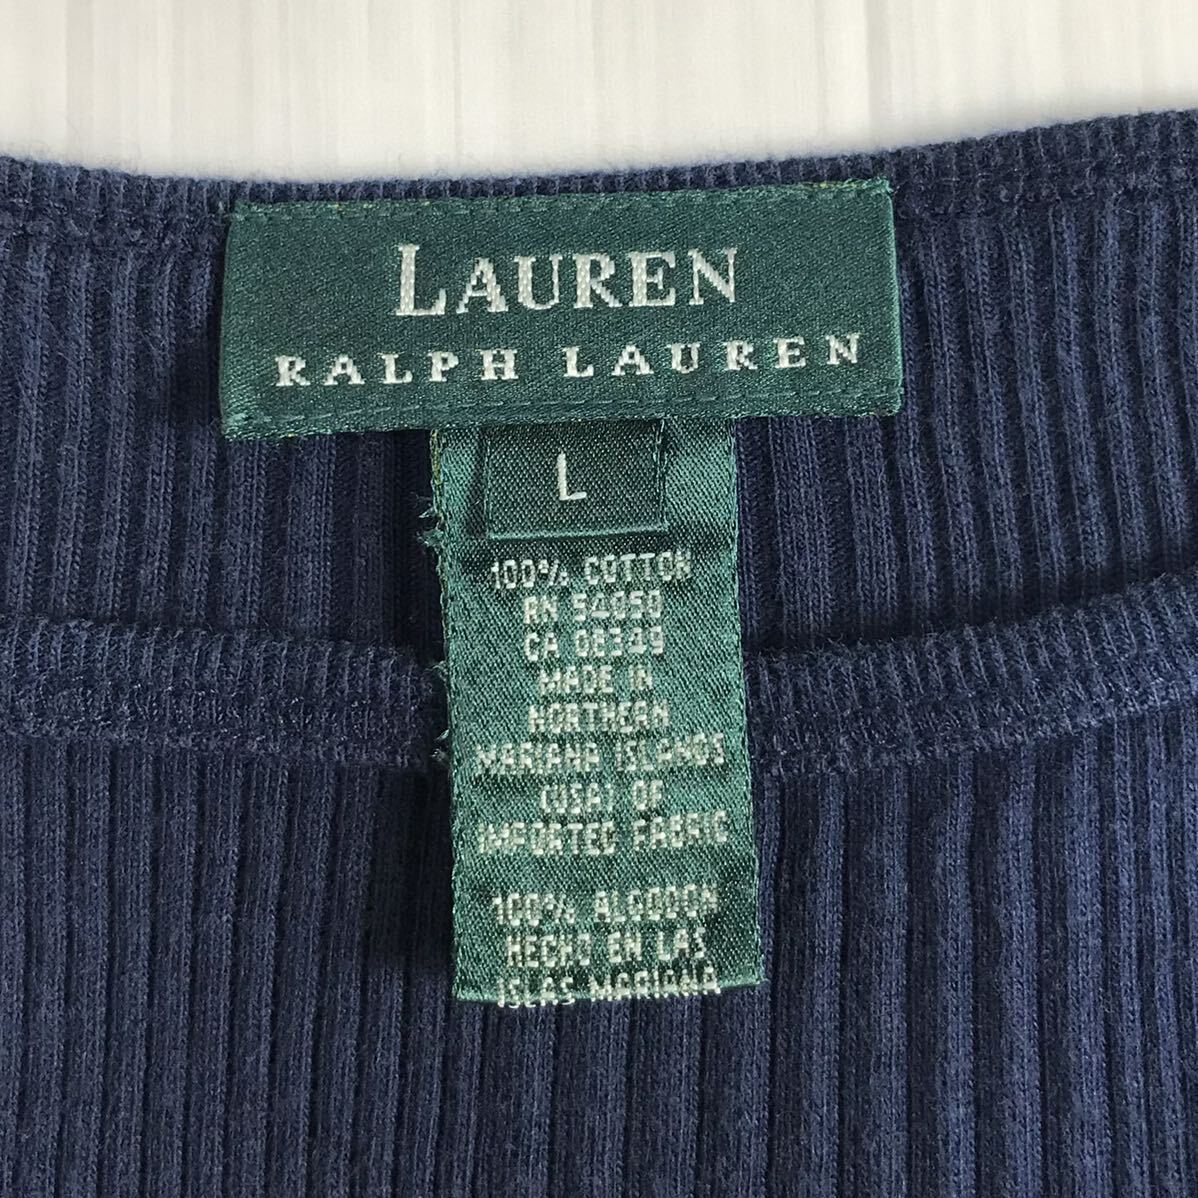 LAUREN
RALPH LAUREN
L
100% COTTON
RN 54050
CA 08349
MADE IN
NORTHERN
MARIANA ISLANDS
(USA) OF
IMPORTED FABRIC
100% ALGODON
HECHO EN LAS
ISLAS MARIANA